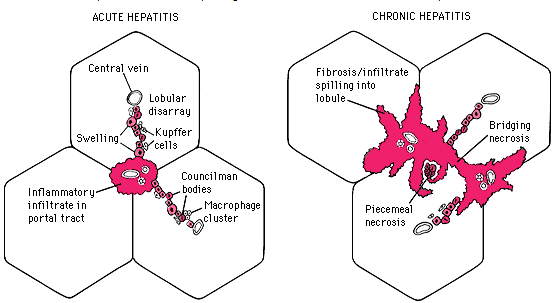 ACUTE HEPATITIS
Central vein
Lobular
disarray
Swelling
Kupffer
cells
Councilman
bodies
Inflammatory
infiltrate in
portal tract
Macrophage
cluster
CHRONIC HEPATITIS
Fibrosis/infiltrate
spilling into
lobule
Bridging
necrosis
Piecemeal
necrosis